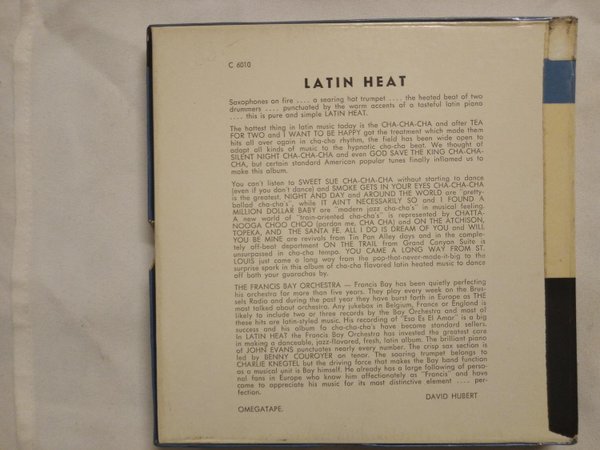 C 6010
LATIN HEAT
Saxophones on fire .... a searing hot trumpet .... the heated beat of two
drummers .... punctuated by the warm accents of a tasteful latin piano
.... this is pure and simple LATIN HEAT.
The hottest thing in latin music today is the CHA-CHA-CHA and after TEA
FOR TWO and I WANT TO BE HAPPY got the treatment which made them
hits all over again in cha-cha rhythm, the field has been wide open to
adapt all kinds of music to the hypnotic cha-cha beat. We thought of
SILENT NIGHT CHA-CHA-CHA and even GOD SAVE THE KING CHA-CHA-
CHA, but certain standard American popular tunes finally inflamed us to
make this album.
You can't listen to SWEET SUE CHA-CHA-CHA without starting to dance
(even if you don't dance) and SMOKE GETS IN YOUR EYES CHA-CHA-CHA
is the greatest. NIGHT AND DAY and AROUND THE WORLD are "pretty-
ballad cha-cha's", while IT AIN'T NECESSARILY SO and I FOUND A
MILLION DOLLAR BABY are "modern jazz cha-cha's" in musical feeling.
A new world of "train-oriented cha-cha's" is represented by CHATTA-
NOOGA CHOO CHOO (pardon me, CHA CHA) and ON THE ATCHISON,
TOPEKA, AND THE SANTA FE. ALL I DO IS DREAM OF YOU and WILL
YOU BE MINE are revivals from Tin Pan Alley days and in the comple-
tely off-beat department ON THE TRAIL from Grand Canyon Suite is
unsurpassed in cha-cha tempo. YOU CAME A LONG WAY FROM ST.
LOUIS just came a long way from the pop-that-never-made-it-big to the
surprise spark in this album of cha-cha flavored latin heated music to dance
off both your guarachas by.
THE FRANCIS BAY ORCHESTRA — Francis Bay has been quietly perfecting
his orchestra for more than five years. They play every week on the Brus-
sels Radio and during the past year they have burst forth in Europe as THE
most talked about orchestra. Any jukebox in Belgium, France or England is
likely to include two or three records by the Bay Orchestra and most of
these hits are latin-styled music. His recording of "Eso Es El Amor" is a big
success and his album fo cha-cha-cha's have become standard sellers.
In LATIN HEAT the Francis Bay Orchestra has invested the greatest care
in making a danceable, jazz-flavored, fresh, latin album. The brilliant piano
of JOHN EVANS punctuates nearly every number. The crisp sax section is
led by BENNY COUROYER on tenor. The soaring trumpet belongs to
CHARLIE KNEGTEL but the driving force that makes the Bay band function
as a musical unit is Bay himself. He already has a large following of perso-
nal fans in Europe who know him affectionately as "Francis" and have
come to appreciate his music for its most distinctive element .... per-
fection.
DAVID HUBERT
OMEGATAPE.